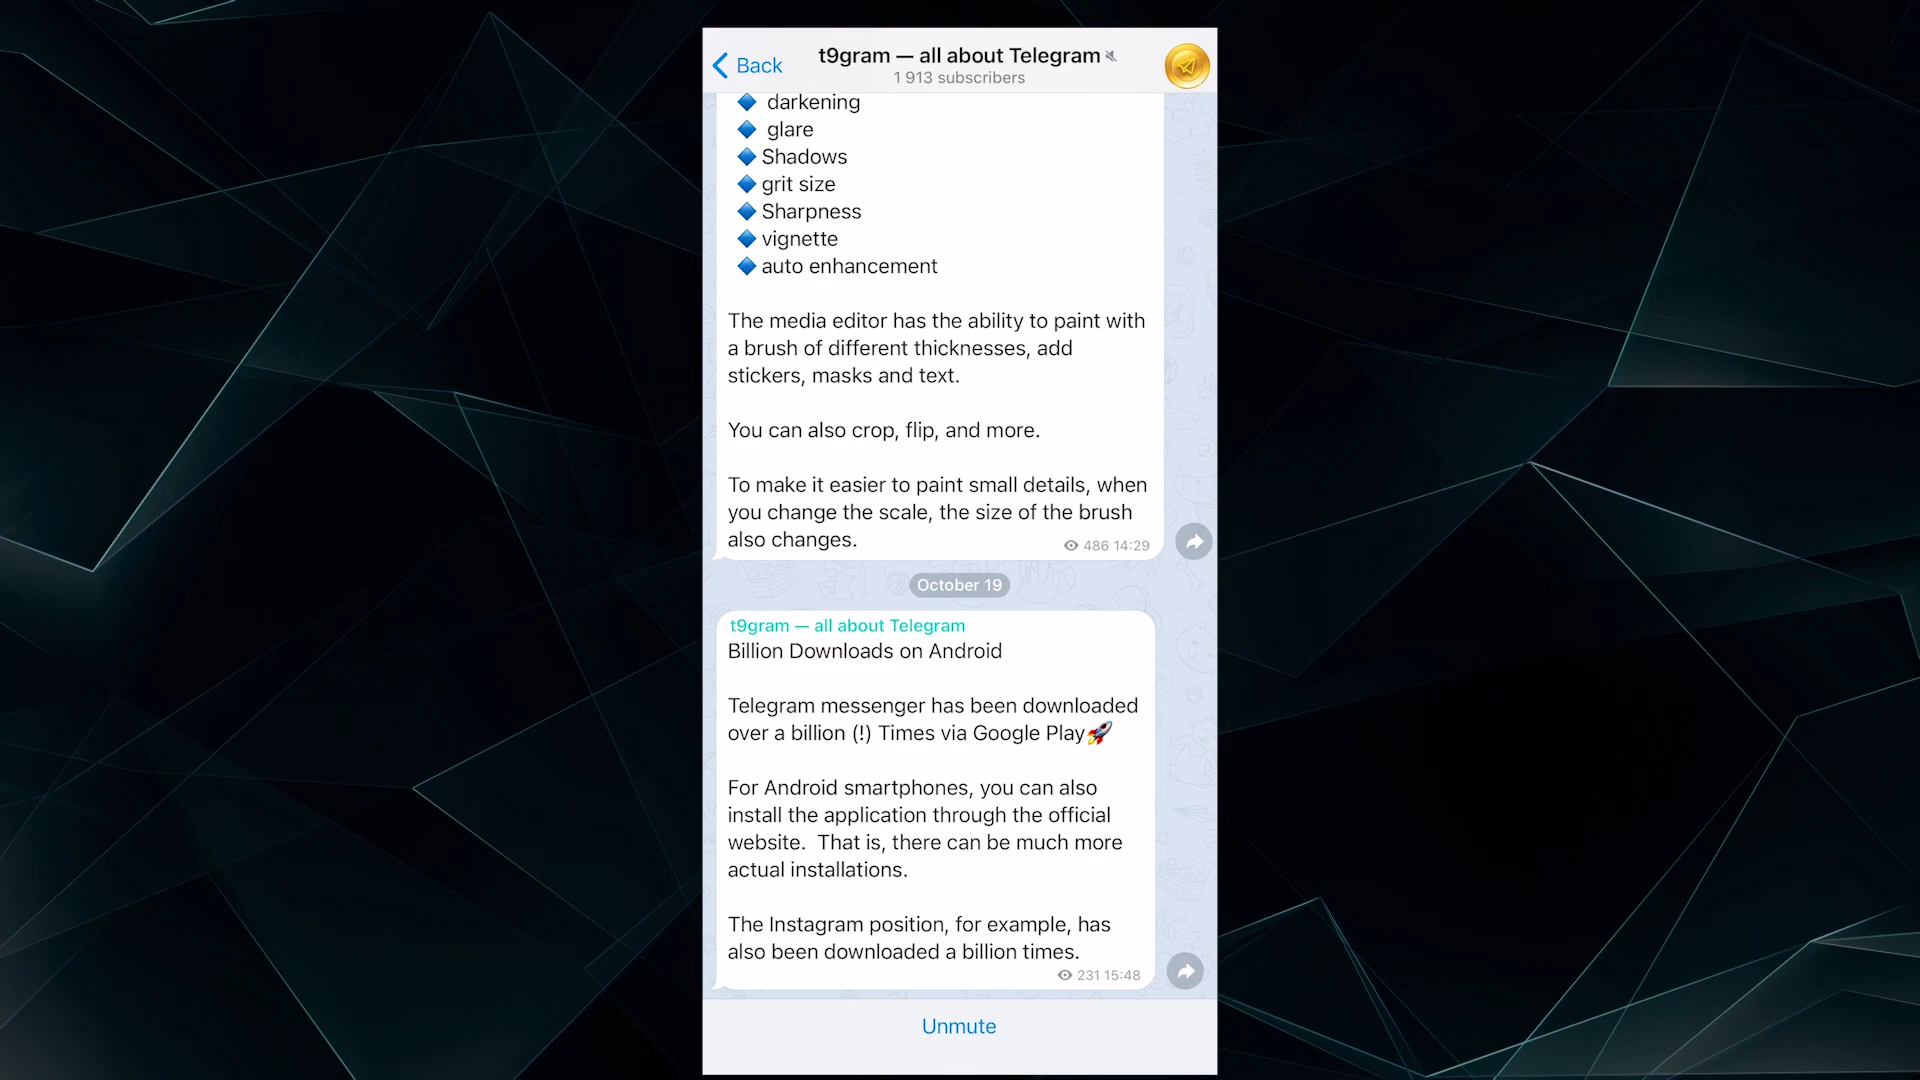 Back
t9gram — all about Telegram
1 913 subscribers
darkening
glare
Shadows
grit size
Sharpness
vignette
auto enhancement
The media editor has the ability to paint with
a brush of different thicknesses, add
stickers, masks and text.
You can also crop, flip, and more.
To make it easier to paint small details, when
you change the scale, the size of the brush
also changes.
486 14:29
October 19
t9gram — all about Telegram
Billion Downloads on Android
Telegram messenger has been downloaded
over a billion (!) Times via Google Play🚀
For Android smartphones, you can also
install the application through the official
website.  That is, there can be much more
actual installations.
The Instagram position, for example, has
also been downloaded a billion times.
231 15:48
Unmute